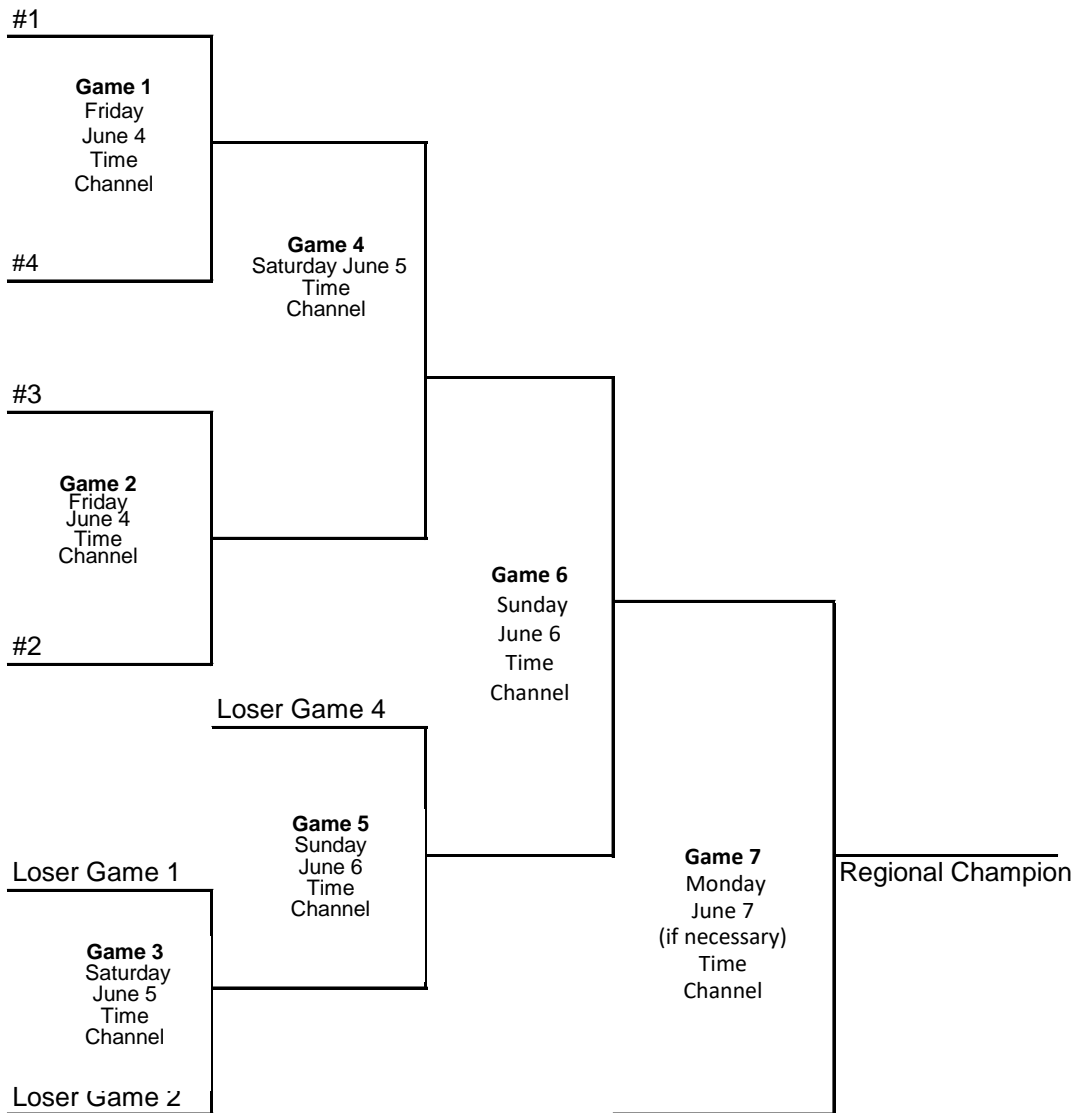 #1
Game 1
Friday
June 4
Time
Channel
#4
Game 4
Saturday June 5
Time
Channel
#3
Game 2
Friday
June 4
Time
Channel
#2
Game 6
Sunday
June 6
Time
Channel
Loser Game 4
Game 5
Sunday
June 6
Time
Channel
Loser Game 1
Game 3
Saturday
June 5
Time
Channel
Loser Game 2
Game 7
Monday
June 7
(if necessary)
Time
Channel
Regional Champion